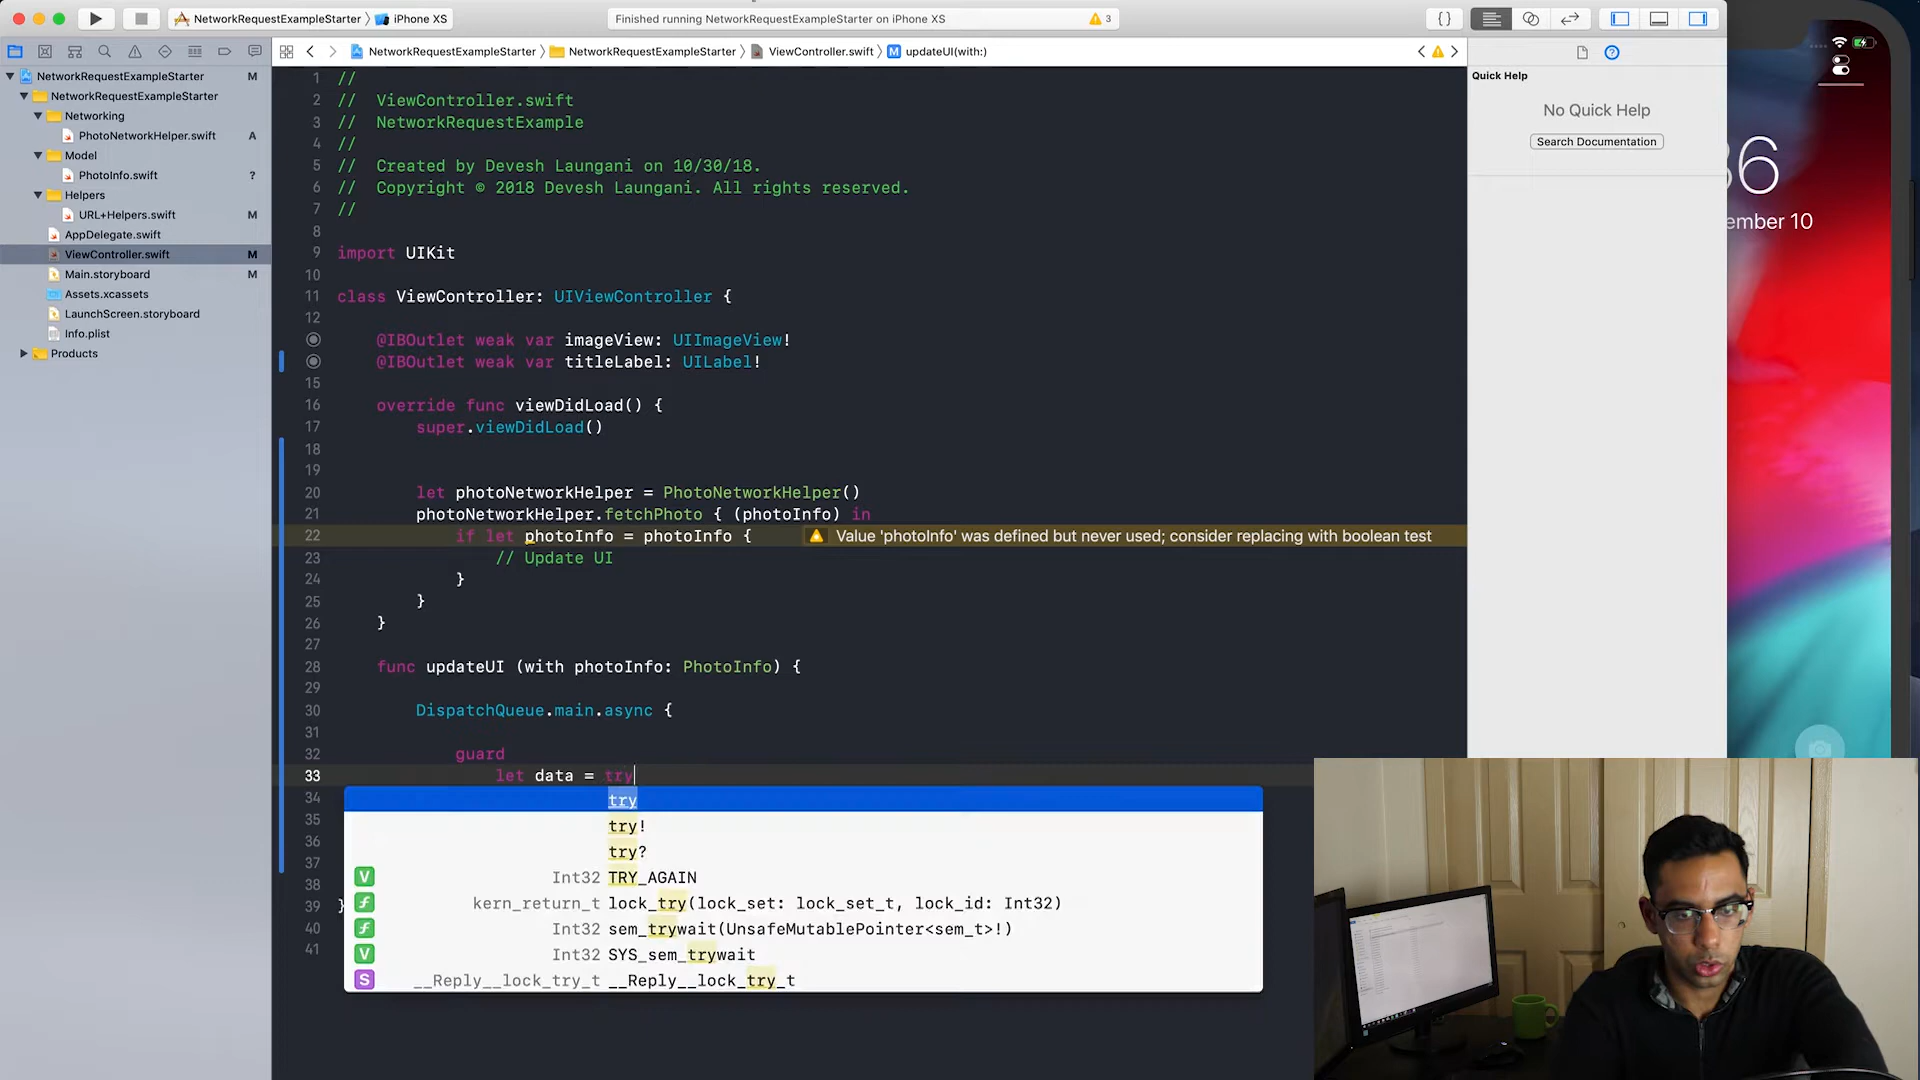 NetworkRequestExampleStarter
iPhone XS
Finished running NetworkRequestExampleStarter on iPhone XS
3
{}
NetworkRequestExampleStarter
NetworkRequestExampleStarter
ViewController.swift
M
updateUI(with:)
Quick Help
No Quick Help
Search Documentation
36
ember 10
NetworkRequestExampleStarter M
NetworkRequestExampleStarter
Networking
PhotoNetworkHelper.swift A
Model
PhotoInfo.swift ?
Helpers
URL+Helpers.swift M
AppDelegate.swift
ViewController.swift M
Main.storyboard M
Assets.xcassets
LaunchScreen.storyboard
Info.plist
Products
1 //
2 // ViewController.swift
3 // NetworkRequestExample
4 //
5 // Created by Devesh Laungani on 10/30/18.
6 // Copyright © 2018 Devesh Laungani. All rights reserved.
7 //
8
9 import UIKit
10
11 class ViewController: UIViewController {
12
@IBOutlet weak var imageView: UIImageView!
@IBOutlet weak var titleLabel: UILabel!
15
16 override func viewDidLoad() {
17 super.viewDidLoad()
18
19
20 let photoNetworkHelper = PhotoNetworkHelper()
21 photoNetworkHelper.fetchPhoto { (photoInfo) in
22 if let photoInfo = photoInfo { Value 'photoInfo' was defined but never used; consider replacing with boolean test
23 // Update UI
24 }
25 }
26 }
27
28 func updateUI (with photoInfo: PhotoInfo) {
29
30 DispatchQueue.main.async {
31
32 guard
33 let data = try
34 try
35 try!
36 try?
37 V Int32 TRY_AGAIN
38
39 } f kern_return_t lock_try(lock_set: lock_set_t, lock_id: Int32)
40 f Int32 sem_trywait(UnsafeMutablePointer<sem_t>!)
41 V Int32 SYS_sem_trywait
S __Reply__lock_try_t __Reply__lock_try_t